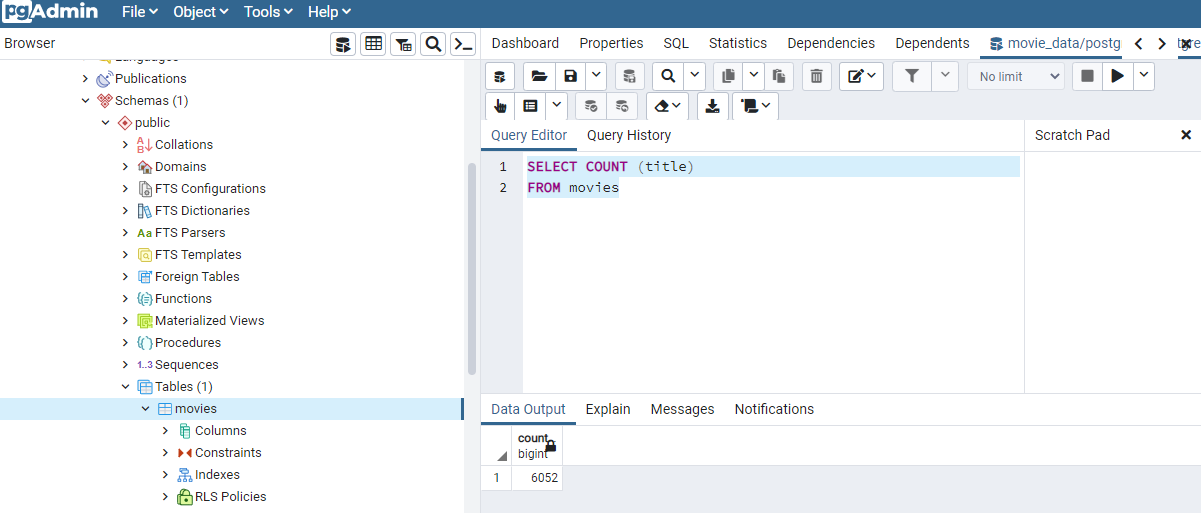 pgAdmin File Object Tools Help
Browser
Dashboard Properties SQL Statistics Dependencies Dependents movie_data/postg
Languages
Publications
Schemas (1)
public
Collations
Domains
FTS Configurations
FTS Dictionaries
Aa FTS Parsers
FTS Templates
Foreign Tables
Functions
Materialized Views
Procedures
1..3 Sequences
Tables (1)
movies
Columns
Constraints
Indexes
RLS Policies
No limit
Query Editor Query History
Scratch Pad
1 SELECT COUNT (title)
2 FROM movies
Data Output Explain Messages Notifications
count
bigint
1 6052